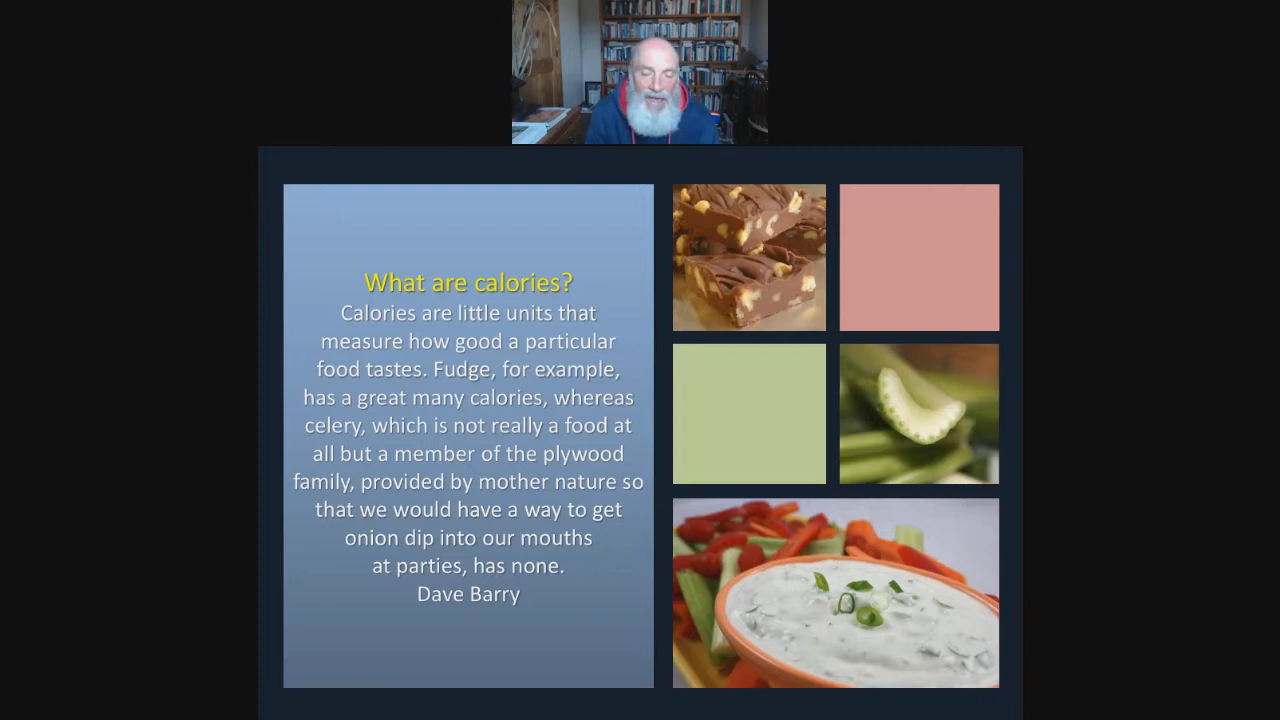 What are calories?
Calories are little units that
measure how good a particular
food tastes. Fudge, for example,
has a great many calories, whereas
celery, which is not really a food at
all but a member of the plywood
family, provided by mother nature so
that we would have a way to get
onion dip into our mouths
at parties, has none.
Dave Barry